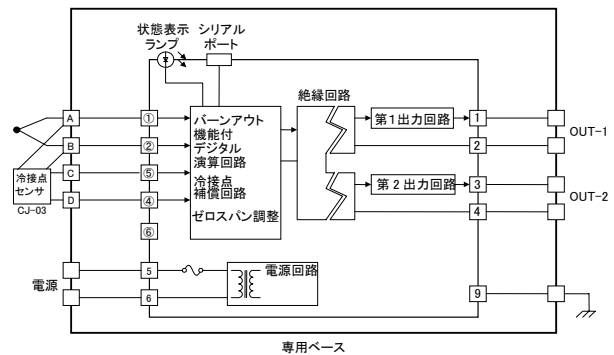 状態表示
ランプ
シリアル
ポート
絶縁回路
A
①
バーンアウト
機能付
デジタル
演算回路
冷接点
補償回路
ゼロスパン調整
第1出力回路
1
OUT-1
B
②
2
冷接点
センサ
CJ-03
C
⑤
第2出力回路
3
OUT-2
D
④
4
⑥
電源
5
電源回路
6
9
専用ベース